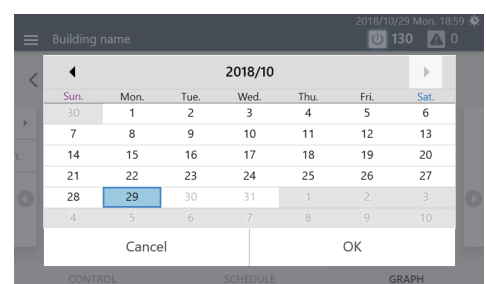 2018/10/29 Mon. 18:59
Building name 130 0
2018/10
Sun. Mon. Tue. Wed. Thu. Fri. Sat.
30 1 2 3 4 5 6
7 8 9 10 11 12 13
n. 14 15 16 17 18 19 20
21 22 23 24 25 26 27
28 29 30 31 1 2 3
4 5 6 7 8 9 10
Cancel OK
CONTROL SCHEDULE GRAPH